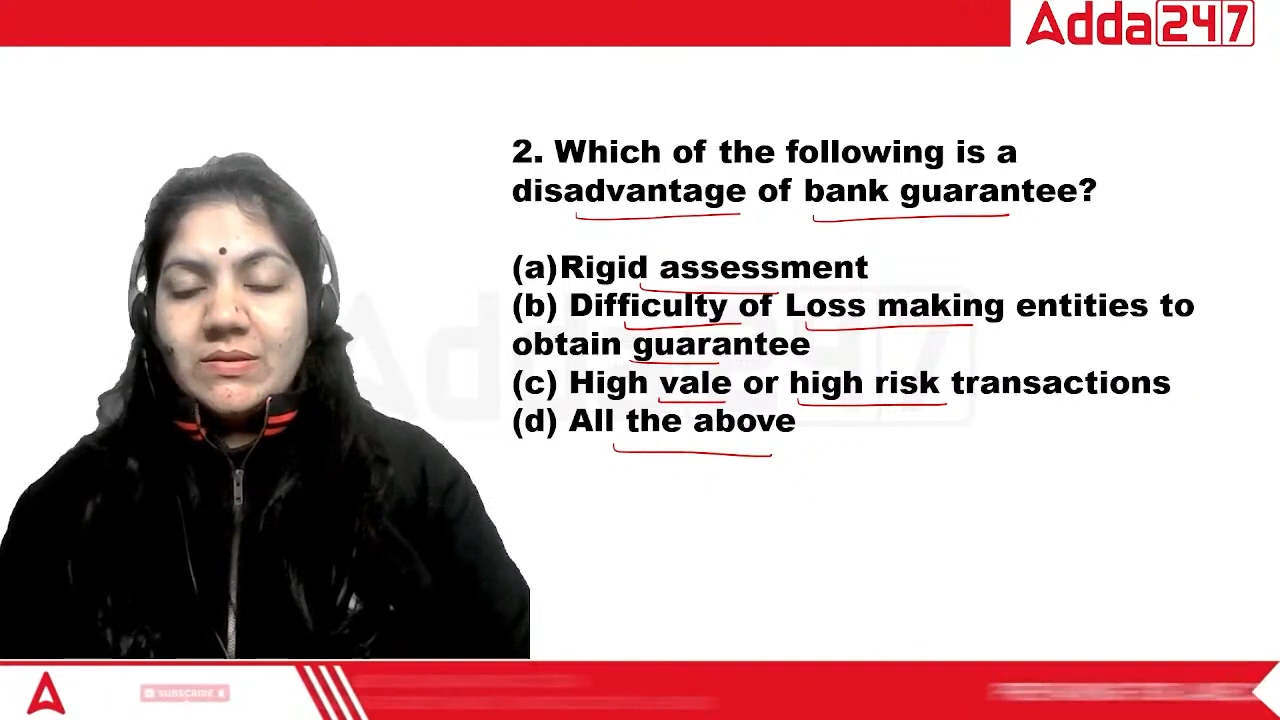 Adda247
2. Which of the following is a
disadvantage of bank guarantee?
(a)Rigid assessment
(b) Difficulty of Loss making entities to
obtain guarantee
(c) High vale or high risk transactions
(d) All the above
SUBSCRIBE